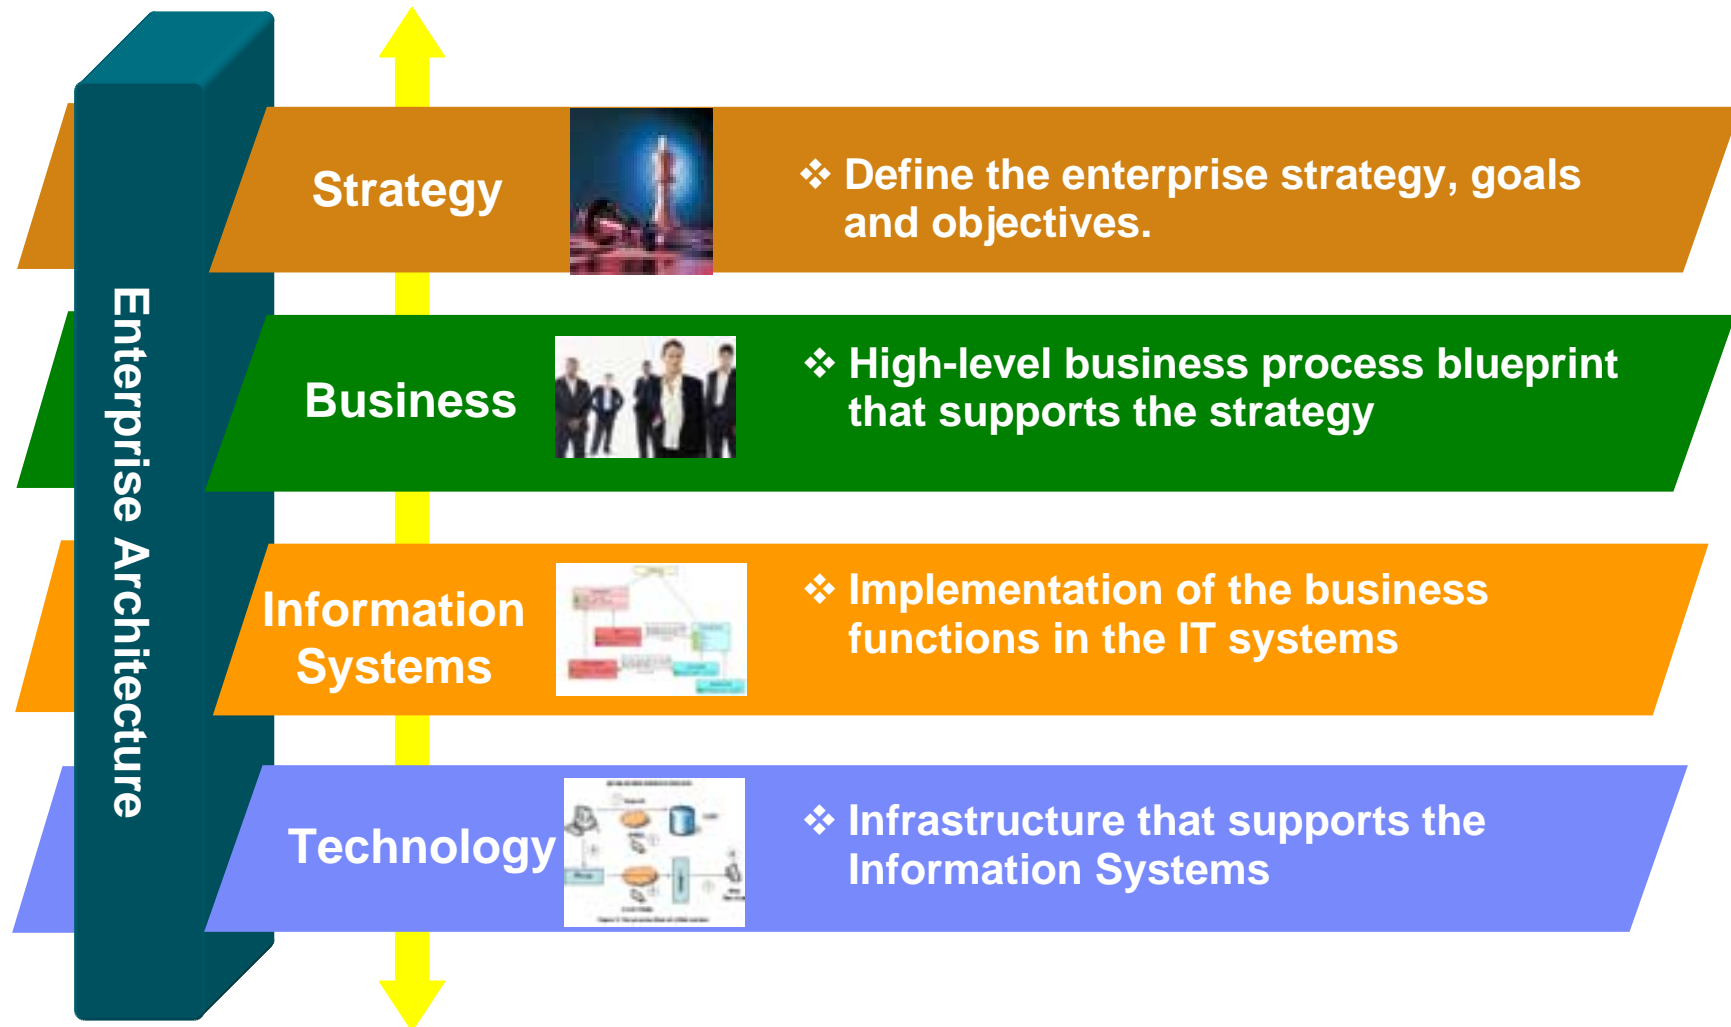 Enterprise Architecture
Strategy
❖ Define the enterprise strategy, goals
and objectives.
Business
❖ High-level business process blueprint
that supports the strategy
Information
Systems
❖ Implementation of the business
functions in the IT systems
Technology
❖ Infrastructure that supports the
Information Systems